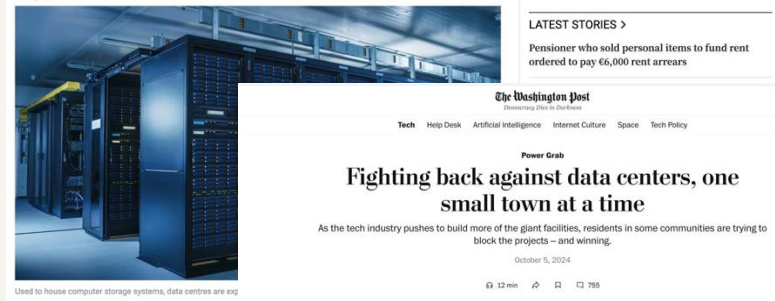 LATEST STORIES >
Pensioner who sold personal items to fund rent
ordered to pay €6,000 rent arrears
Used to house computer storage systems, data centres are
The Washington Post
Democracy Dies in Darkness
Tech Help Desk Artificial Intelligence Internet Culture Space Tech Policy
Power Grab
Fighting back against data centers, one
small town at a time
As the tech industry pushes to build more of the giant facilities, residents in some communities are trying to
block the projects – and winning.
October 5, 2024
12 min 755